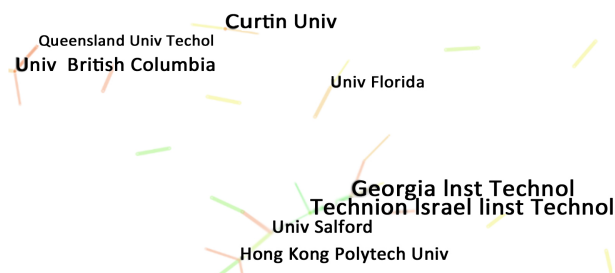 Curtin Univ
Queensland Univ Techol
Univ British Columbia
Univ Florida
Georgia lnst Technol
Technion Israel linst Technol
Univ Salford
Hong Kong Polytech Univ